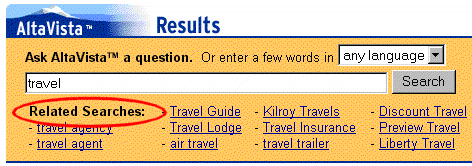 AltaVista™ Results
Ask AltaVista™ a question. Or enter a few words in any language
travel Search
Related Searches: - Travel Guide - Kilroy Travels - Discount Travel
- travel agency - Travel Lodge - Travel Insurance - Preview Travel
- travel agent - air travel - travel trailer - Liberty Travel